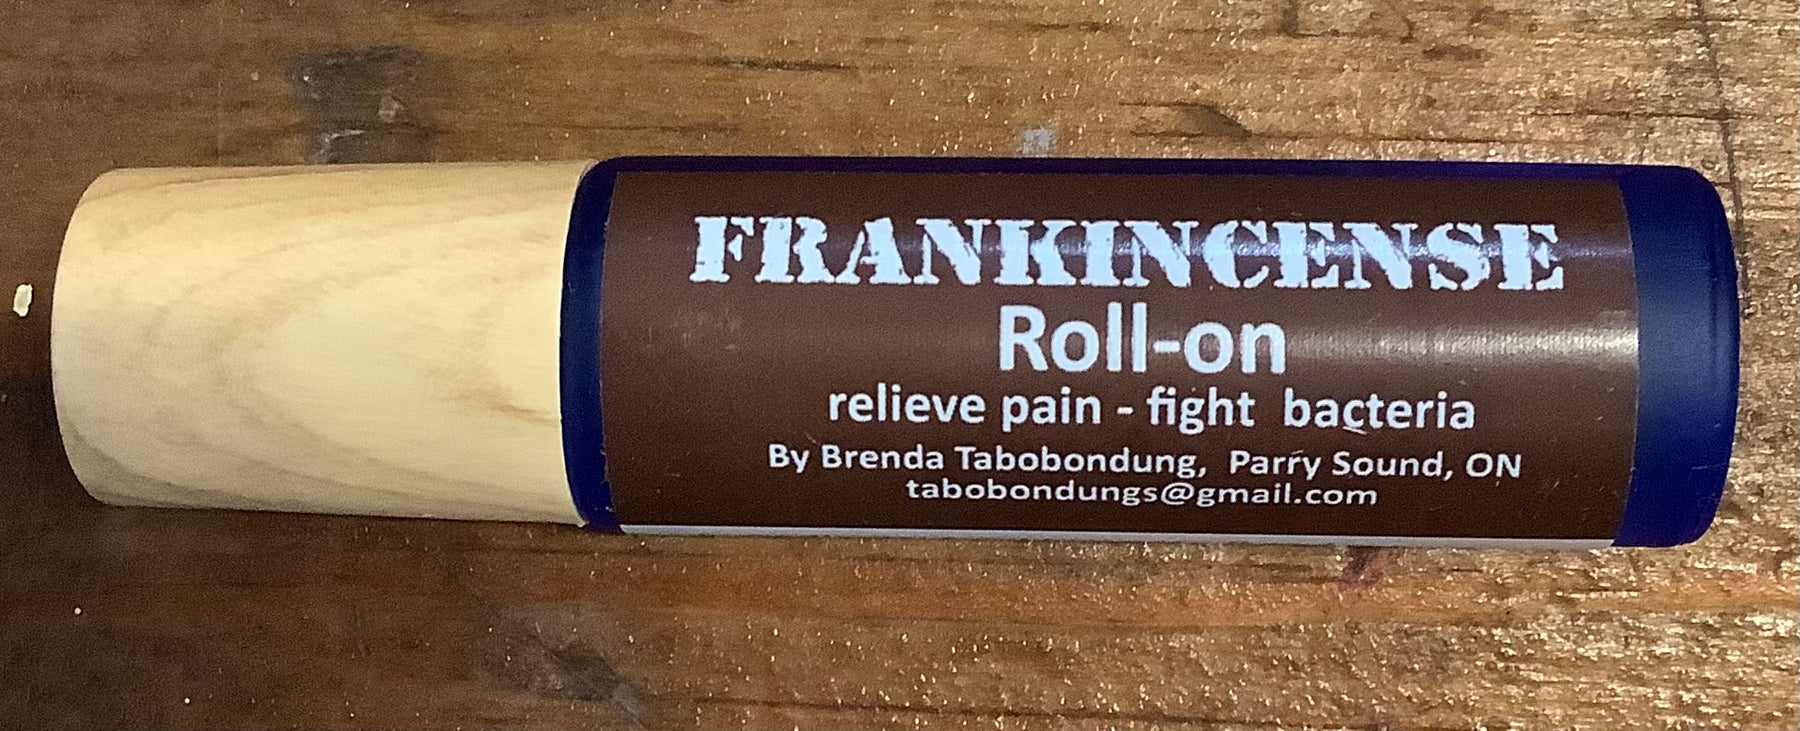 FRANKINCENSE
Roll-on
relieve pain - fight bacteria
By Brenda Tabobondung, Parry Sound, ON
tabobondungs@gmail.com